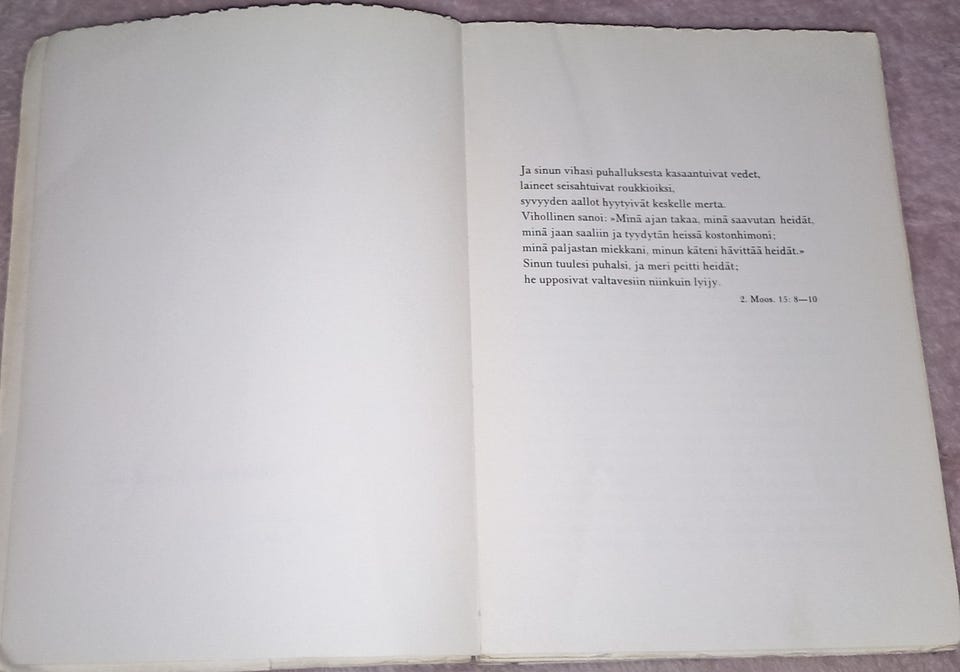 Ja sinun vihasi puhalluksesta kasaantuivat vedet,
laineet seisahtuivat roukkioiksi,
syvyyden aallot hyytyivät keskelle merta.
Vihollinen sanoi: »Minä ajan takaa, minä saavutan heidät,
minä jaan saaliin ja tyydytän heissä kostonhimoni;
minä paljastan miekkani, minun käteni hävittää heidät.»
Sinun tuulesi puhalsi, ja meri peitti heidät;
he upposivat valtavesiin niinkuin lyijy.
2. Moos. 15: 8—10